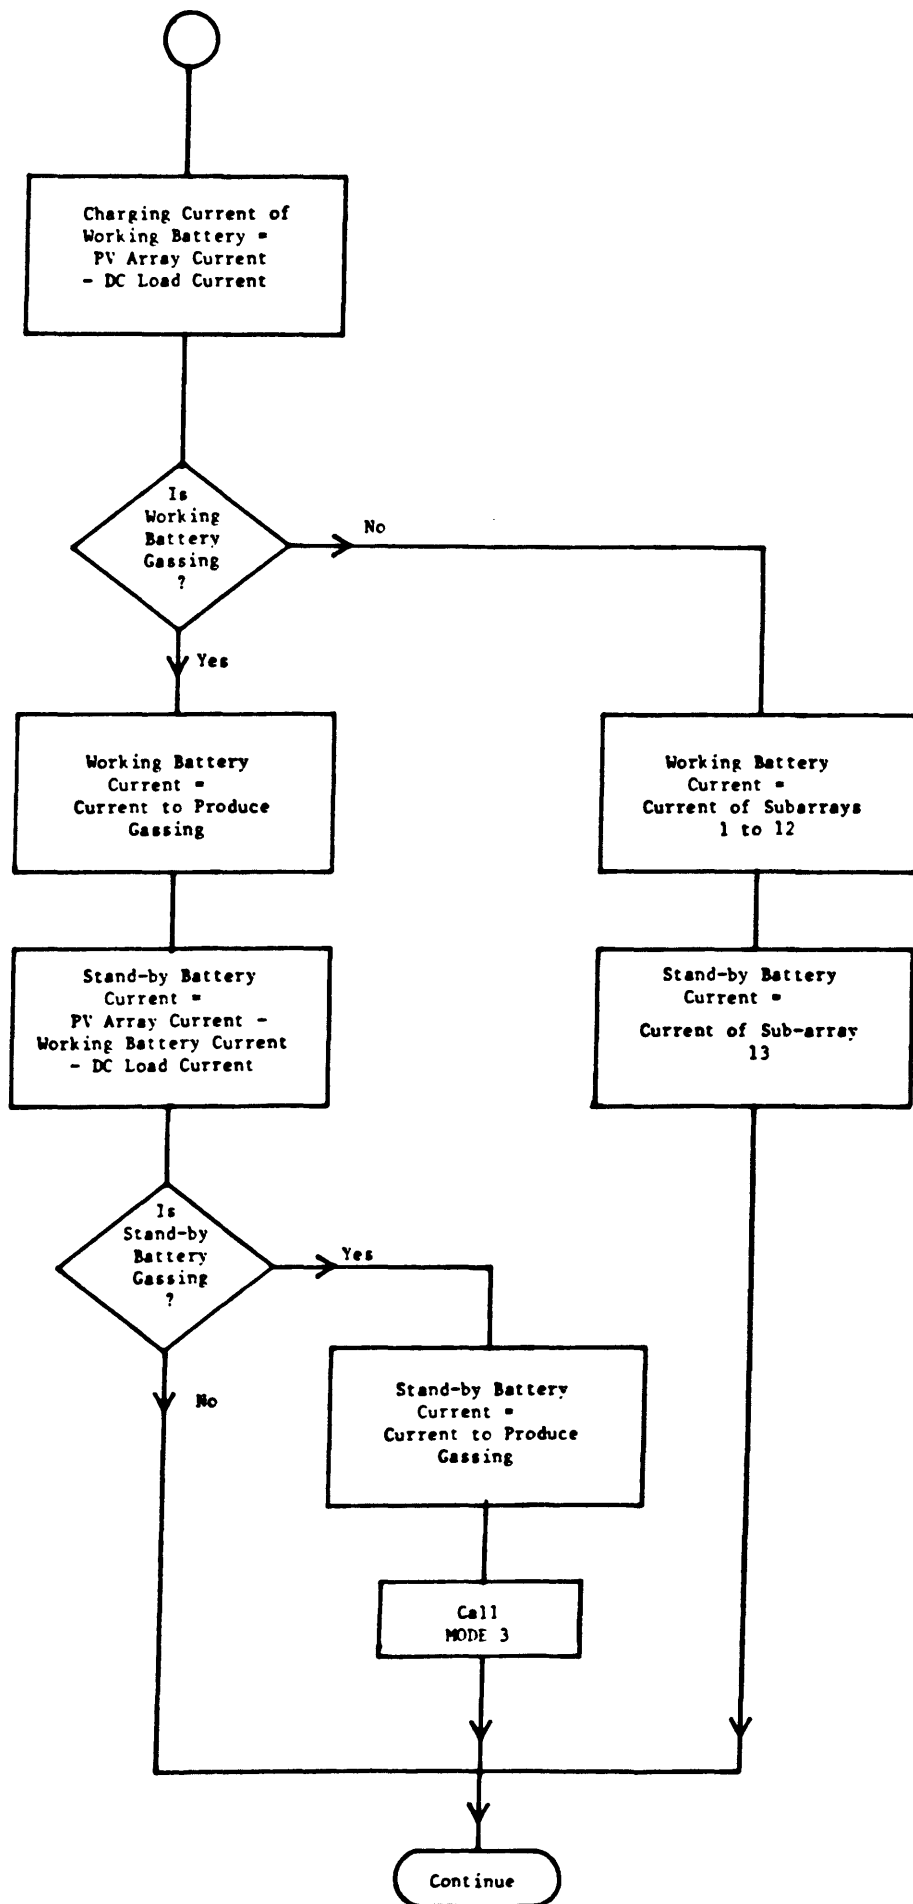 Charging Current of
Working Battery =
PV Array Current
- DC Load Current
Is
Working
Battery
Gassing
?
No
Yes
Working Battery
Current =
Current to Produce
Gassing
Working Battery
Current =
Current of Subarrays
1 to 12
Stand-by Battery
Current =
PV Array Current -
Working Battery Current
- DC Load Current
Stand-by Battery
Current =
Current of Sub-array
13
Is
Stand-by
Battery
Gassing
?
Yes
No
Stand-by Battery
Current =
Current to Produce
Gassing
Call
MODE 3
Continue